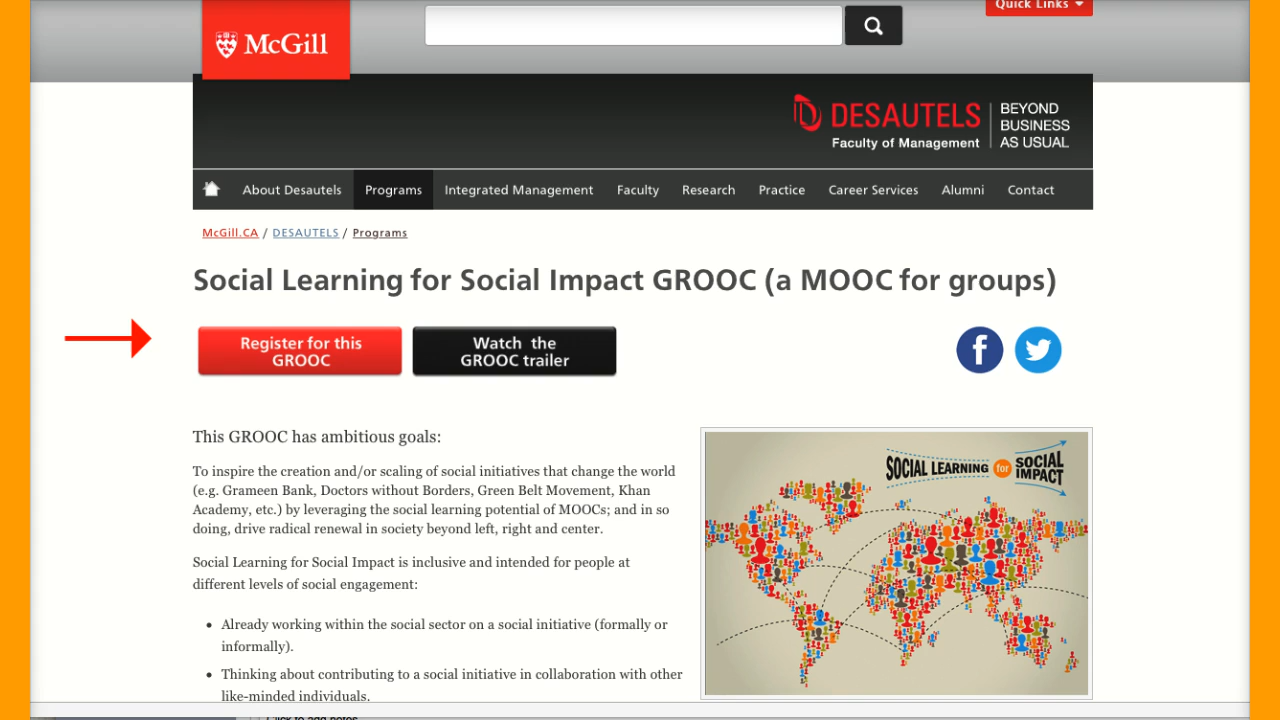 Quick Links
McGill
DESAUTELS
Faculty of Management
BEYOND
BUSINESS
AS USUAL
About Desautels Programs Integrated Management Faculty Research Practice Career Services Alumni Contact
McGill.CA / DESAUTELS / Programs
Social Learning for Social Impact GROOC (a MOOC for groups)
Register for this
GROOC
Watch the
GROOC trailer
This GROOC has ambitious goals:
To inspire the creation and/or scaling of social initiatives that change the world
(e.g. Grameen Bank, Doctors without Borders, Green Belt Movement, Khan
Academy, etc.) by leveraging the social learning potential of MOOCs; and in so
doing, drive radical renewal in society beyond left, right and center.
Social Learning for Social Impact is inclusive and intended for people at
different levels of social engagement:
• Already working within the social sector on a social initiative (formally or
informally).
• Thinking about contributing to a social initiative in collaboration with other
like-minded individuals.
SOCIAL LEARNING for SOCIAL
IMPACT
Click to add notes